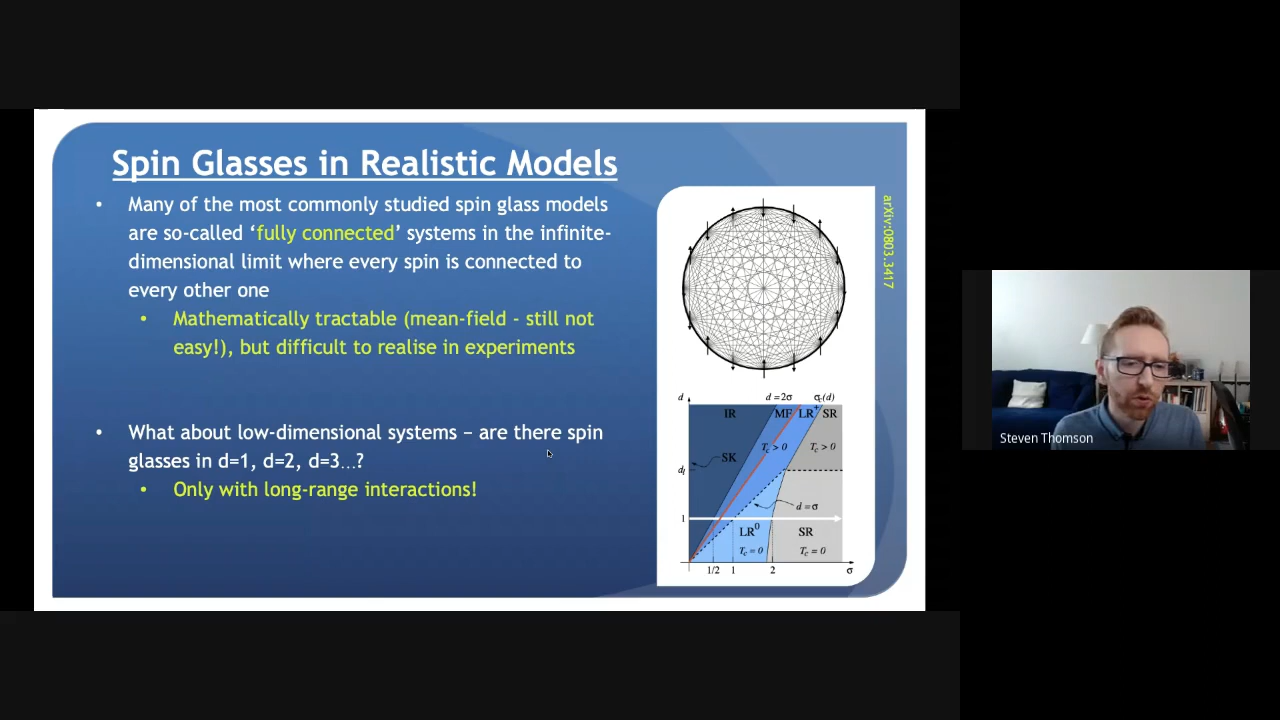 Spin Glasses in Realistic Models
• Many of the most commonly studied spin glass models
are so-called ‘fully connected’ systems in the infinite-
dimensional limit where every spin is connected to
every other one
• Mathematically tractable (mean-field - still not
easy!), but difficult to realise in experiments
• What about low-dimensional systems – are there spin
glasses in d=1, d=2, d=3...?
• Only with long-range interactions!
arXiv:0803.3417
d d=2σ σc(d)
IR MF LR+ SR
Tc > 0 Tc > 0
SK
dl
d=σ
1
LR0 SR
Tc = 0 Tc = 0
1/2 1 2 σ
Steven Thomson